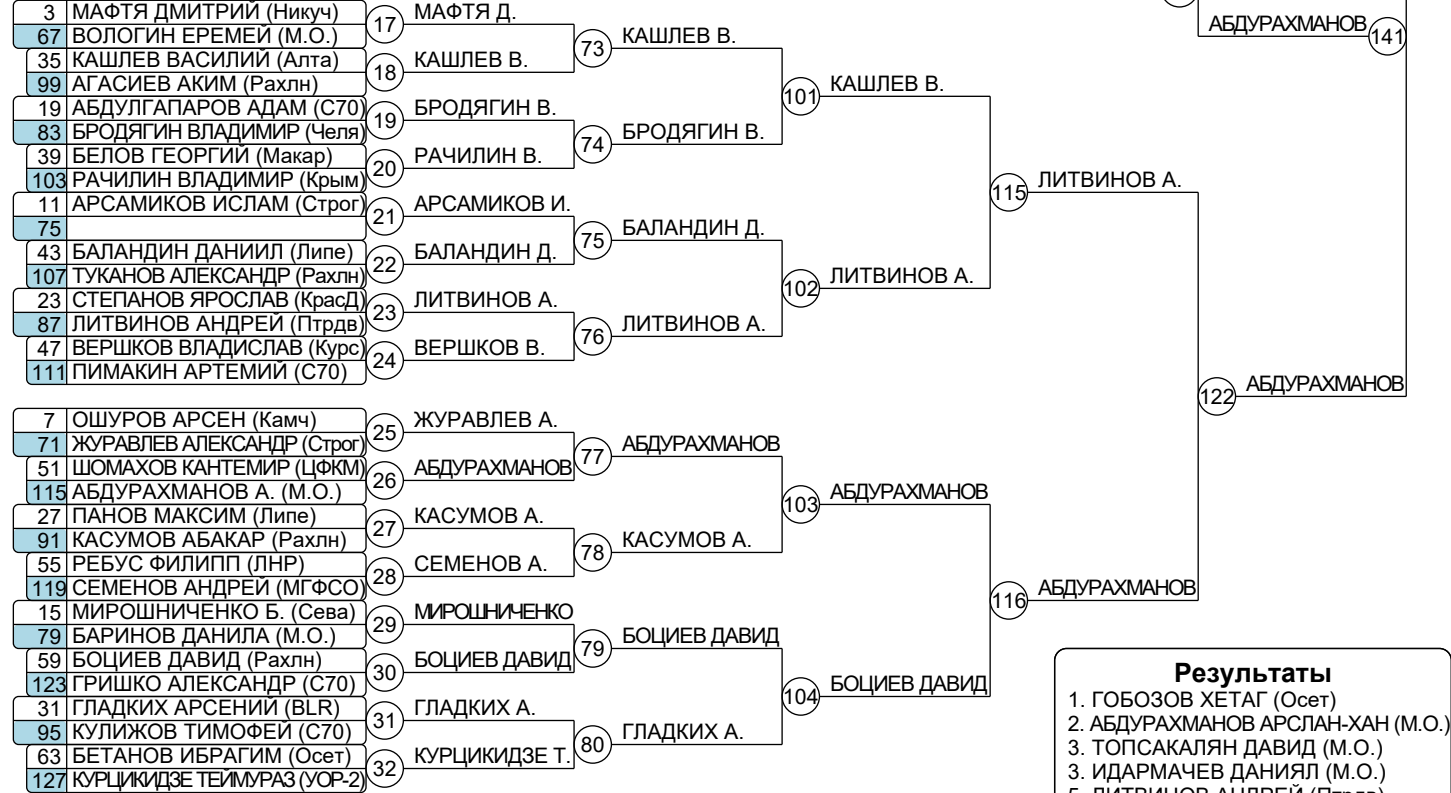 3 МАФТЯ ДМИТРИЙ (Никуч)
67 ВОЛОГИН ЕРЕМЕЙ (М.О.)
35 КАШЛЕВ ВАСИЛИЙ (Алта)
99 АГАСИЕВ АКИМ (Рахлн)
19 АБДУЛГАПАРОВ АДАМ (С70)
83 БРОДЯГИН ВЛАДИМИР (Челя)
39 БЕЛОВ ГЕОРГИЙ (Макар)
103 РАЧИЛИН ВЛАДИМИР (Крым)
11 АРСАМИКОВ ИСЛАМ (Строг)
75
43 БАЛАНДИН ДАНИИЛ (Липе)
107 ТУКАНОВ АЛЕКСАНДР (Рахлн)
23 СТЕПАНОВ ЯРОСЛАВ (КрасД)
87 ЛИТВИНОВ АНДРЕЙ (Птрдв)
47 ВЕРШКОВ ВЛАДИСЛАВ (Курс)
111 ПИМАКИН АРТЕМИЙ (С70)
7 ОШУРОВ АРСЕН (Камч)
71 ЖУРАВЛЕВ АЛЕКСАНДР (Строг)
51 ШОМАХОВ КАНТЕМИР (ЦФКМ)
115 АБДУРАХМАНОВ А. (М.О.)
27 ПАНОВ МАКСИМ (Липе)
91 КАСУМОВ АБАКАР (Рахлн)
55 РЕБУС ФИЛИПП (ЛНР)
119 СЕМЕНОВ АНДРЕЙ (МГФСО)
15 МИРОШНИЧЕНКО Б. (Сева)
79 БАРИНОВ ДАНИЛА (М.О.)
59 БОЦИЕВ ДАВИД (Рахлн)
123 ГРИШКО АЛЕКСАНДР (С70)
31 ГЛАДКИХ АРСЕНИЙ (BLR)
95 КУЛИЖОВ ТИМОФЕЙ (С70)
63 БЕТАНОВ ИБРАГИМ (Осет)
127 КУРЦИКИДЗЕ ТЕЙМУРАЗ (УОР-2)
17 МАФТЯ Д.
18 КАШЛЕВ В.
19 БРОДЯГИН В.
20 РАЧИЛИН В.
21 АРСАМИКОВ И.
22 БАЛАНДИН Д.
23 ЛИТВИНОВ А.
24 ВЕРШКОВ В.
25 ЖУРАВЛЕВ А.
26 АБДУРАХМАНОВ
27 КАСУМОВ А.
28 СЕМЕНОВ А.
29 МИРОШНИЧЕНКО
30 БОЦИЕВ ДАВИД
31 ГЛАДКИХ А.
32 КУРЦИКИДЗЕ Т.
73 КАШЛЕВ В.
74 БРОДЯГИН В.
75 БАЛАНДИН Д.
76 ЛИТВИНОВ А.
77 АБДУРАХМАНОВ
78 КАСУМОВ А.
79 БОЦИЕВ ДАВИД
80 ГЛАДКИХ А.
101 КАШЛЕВ В.
102 ЛИТВИНОВ А.
103 АБДУРАХМАНОВ
104 БОЦИЕВ ДАВИД
115 ЛИТВИНОВ А.
116 АБДУРАХМАНОВ
122 АБДУРАХМАНОВ
АБДУРАХМАНОВ 141
Результаты
1. ГОБОЗОВ ХЕТАГ (Осет)
2. АБДУРАХМАНОВ АРСЛАН-ХАН (М.О.)
3. ТОПСАКАЛЯН ДАВИД (М.О.)
3. ИДАРМАЧЕВ ДАНИЯЛ (М.О.)
5. ЛИТВИНОВ АНДРЕЙ (Птрдв)